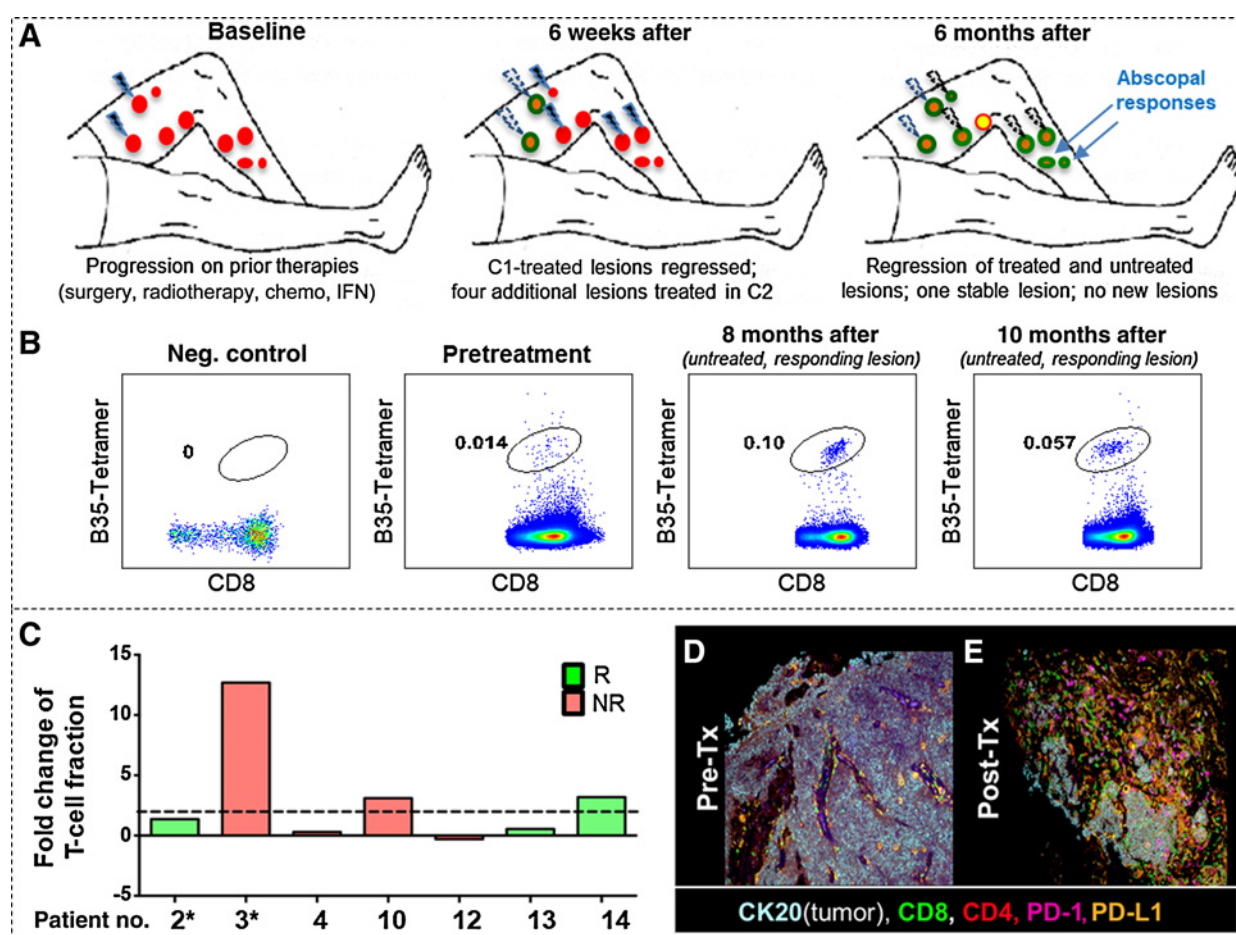 A
Baseline
6 weeks after
6 months after
Abscopal
responses
Progression on prior therapies
(surgery, radiotherapy, chemo, IFN)
C1-treated lesions regressed;
four additional lesions treated in C2
Regression of treated and untreated
lesions; one stable lesion; no new lesions
B
Neg. control
Pretreatment
8 months after
(untreated, responding lesion)
10 months after
(untreated, responding lesion)
B35-Tetramer
0
CD8
B35-Tetramer
0.014
CD8
B35-Tetramer
0.10
CD8
B35-Tetramer
0.057
CD8
C
Fold change of
T-cell fraction
15
10
5
0
-5
R
NR
Patient no. 2* 3* 4 10 12 13 14
D
Pre-Tx
E
Post-Tx
CK20(tumor), CD8, CD4, PD-1, PD-L1